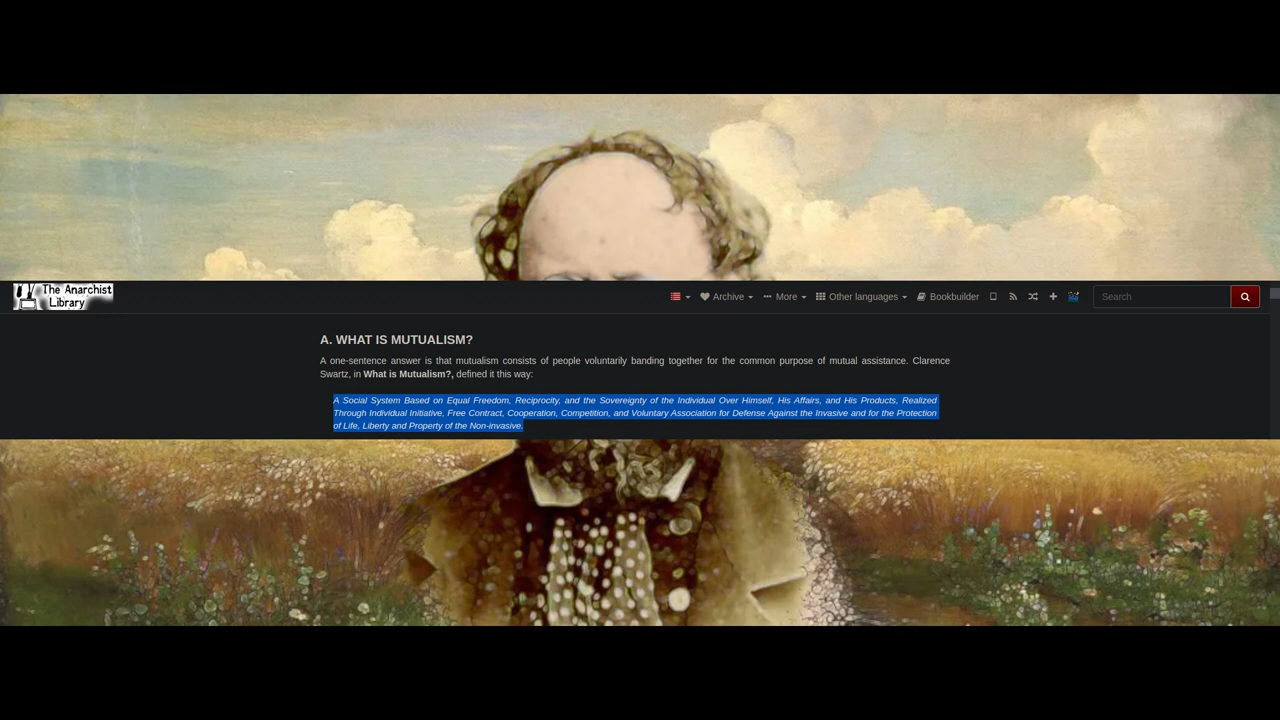 The Anarchist
Library
Archive More Other languages Bookbuilder Search
A. WHAT IS MUTUALISM?
A one-sentence answer is that mutualism consists of people voluntarily banding together for the common purpose of mutual assistance. Clarence
Swartz, in What is Mutualism?, defined it this way:
A Social System Based on Equal Freedom, Reciprocity, and the Sovereignty of the Individual Over Himself, His Affairs, and His Products, Realized
Through Individual Initiative, Free Contract, Cooperation, Competition, and Voluntary Association for Defense Against the Invasive and for the Protection
of Life, Liberty and Property of the Non-invasive.